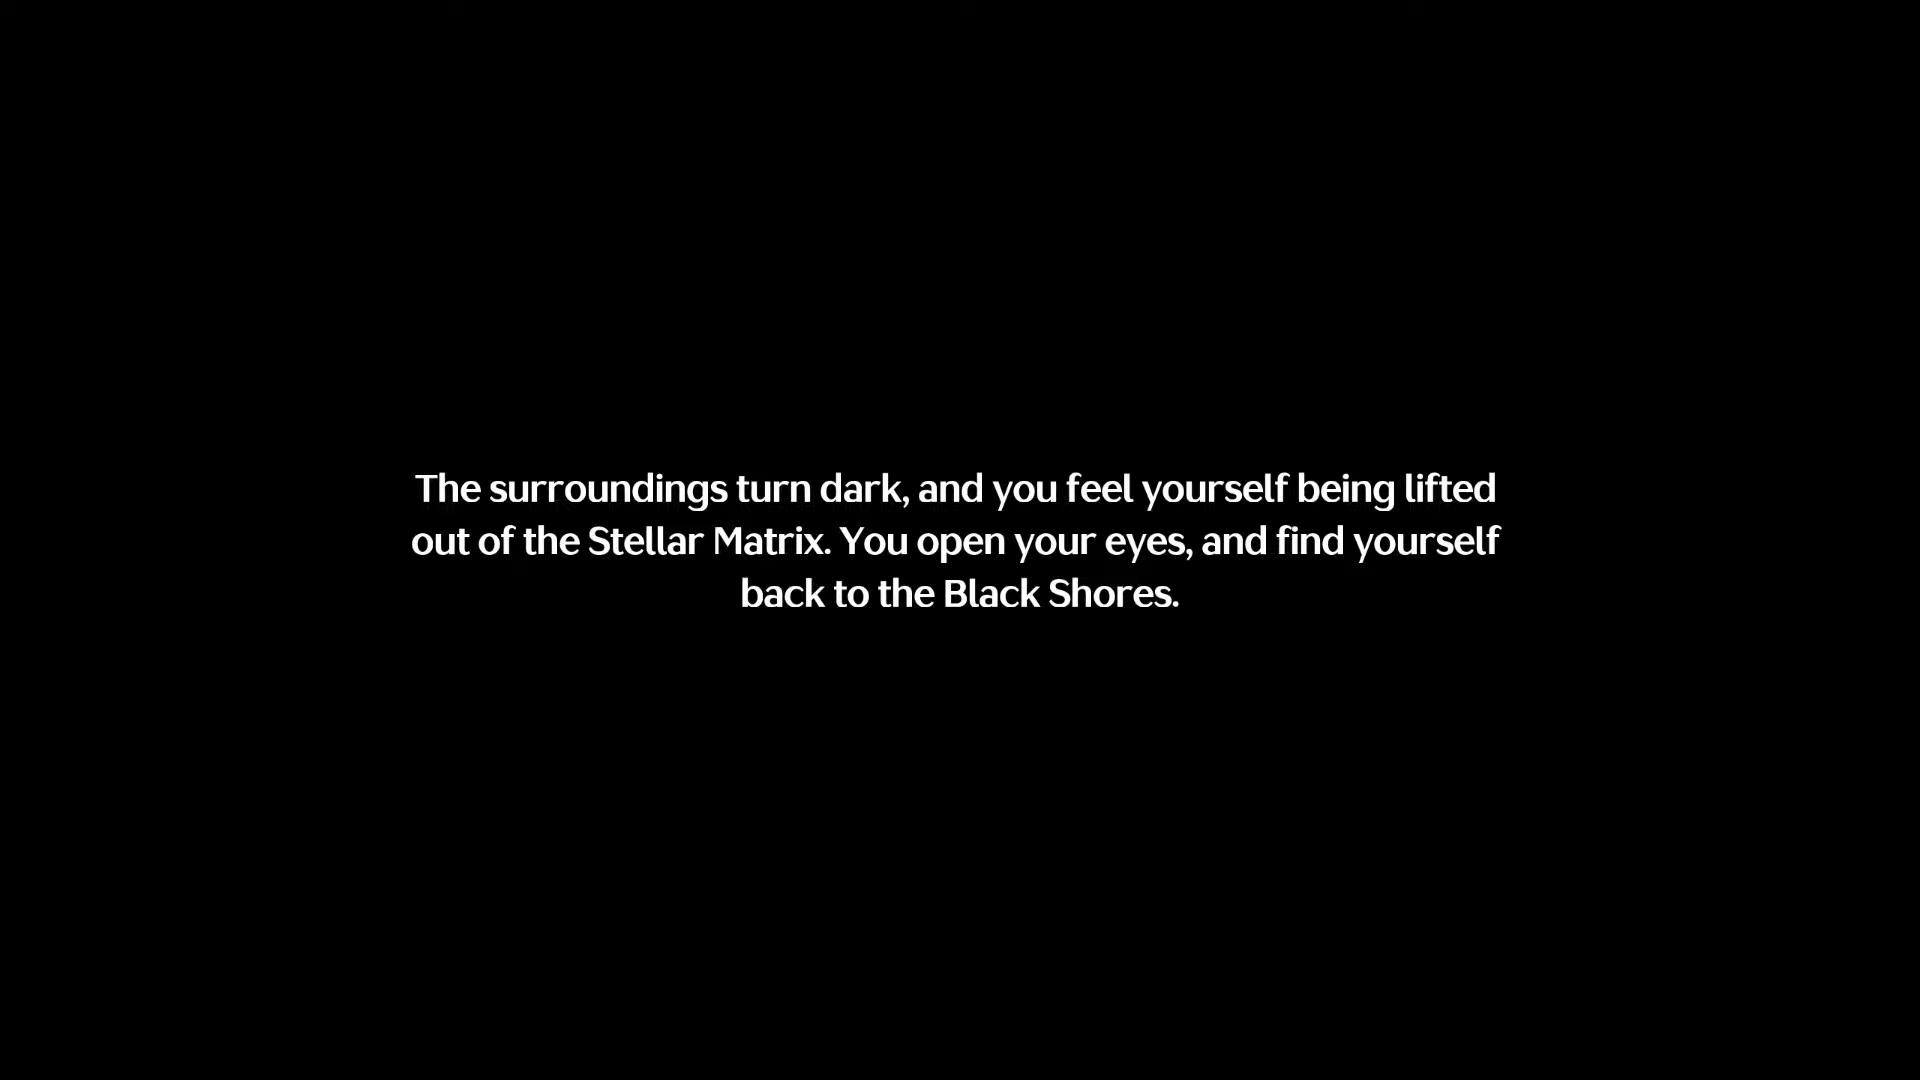 The surroundings turn dark, and you feel yourself being lifted
out of the Stellar Matrix. You open your eyes, and find yourself
back to the Black Shores.